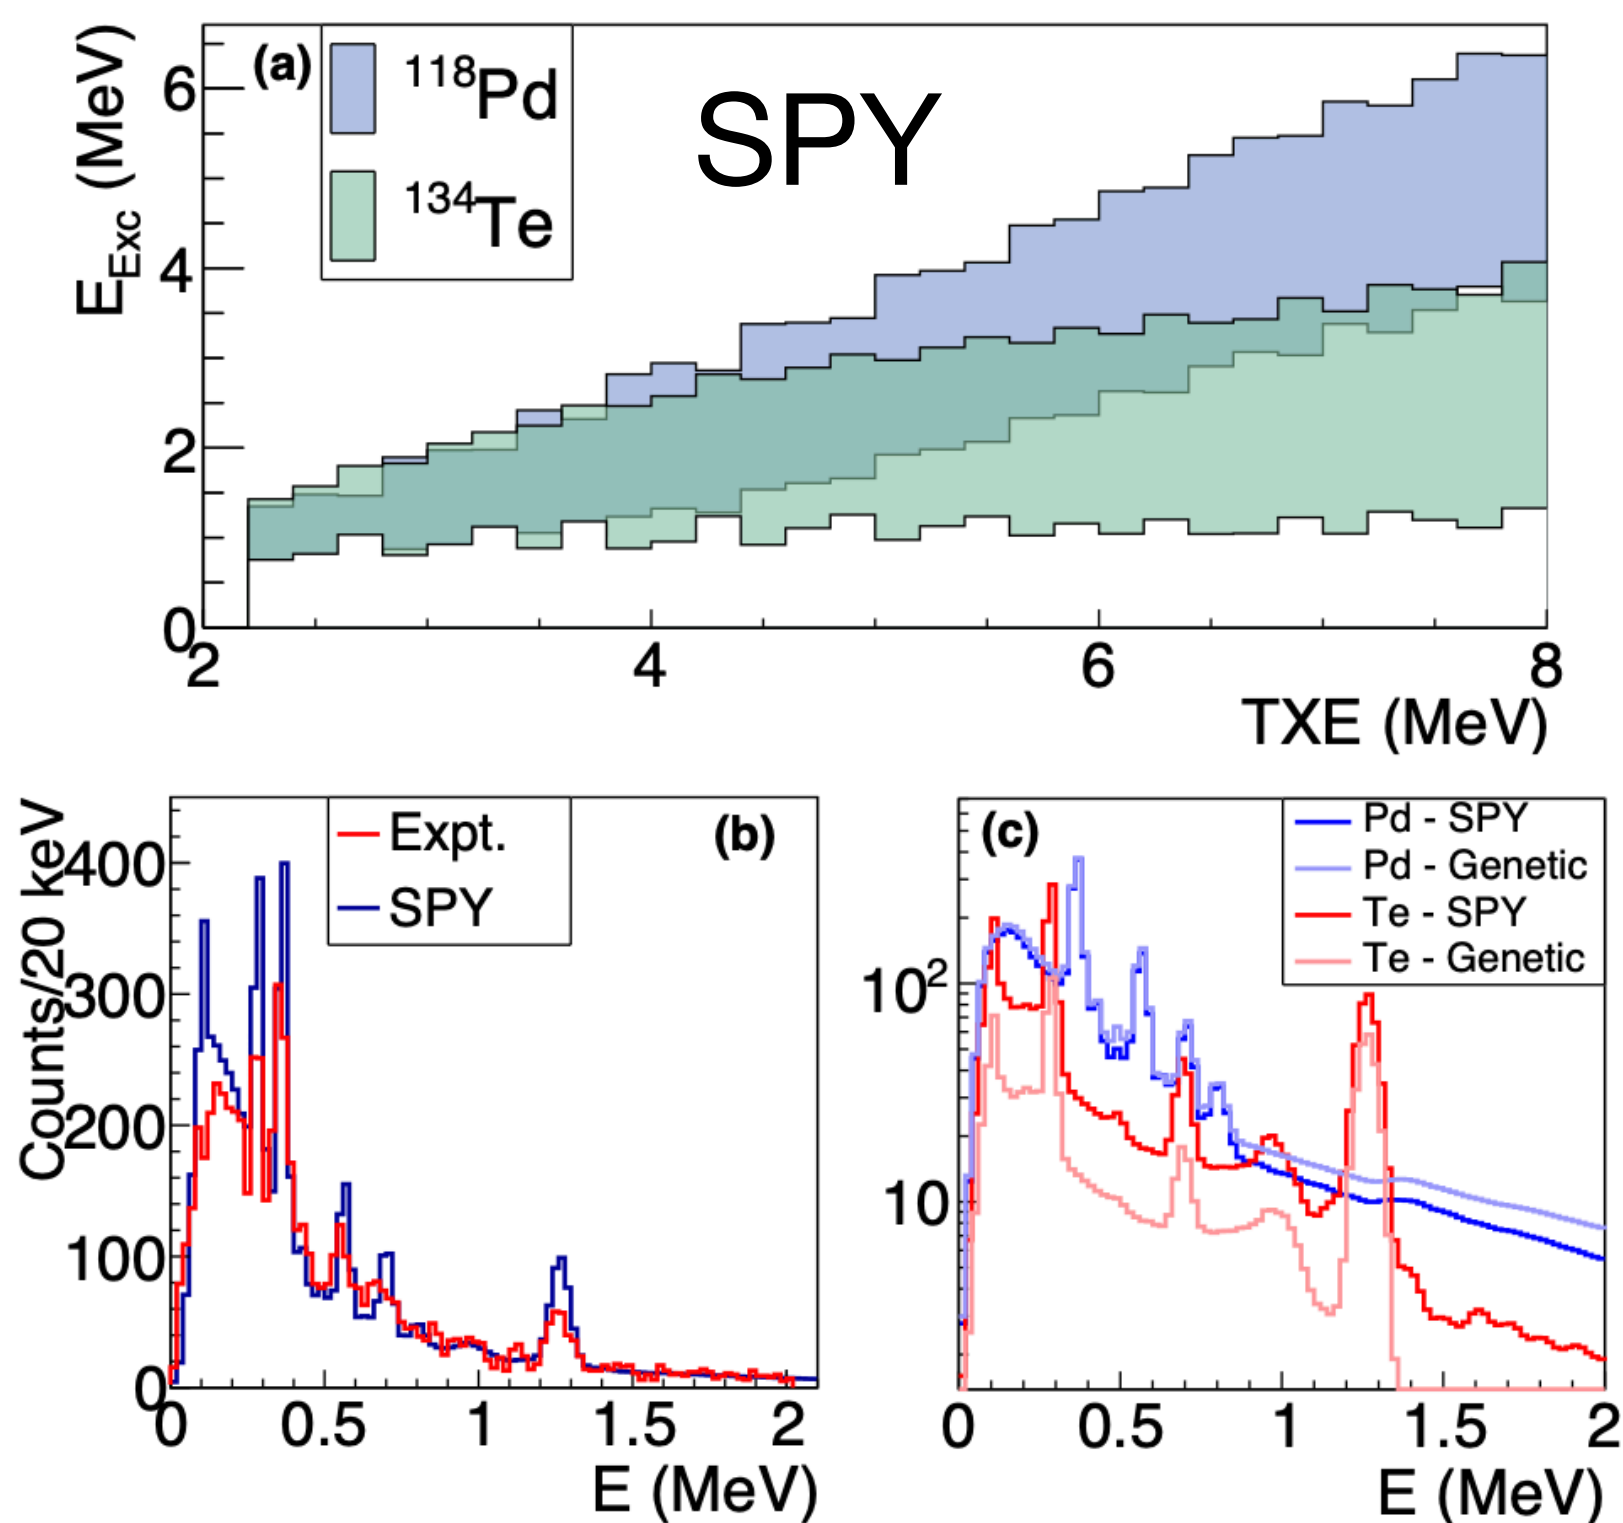 E_Exc (MeV)
(a)
¹¹⁸Pd
¹³⁴Te
SPY
6
4
2
0
2 4 6 8
TXE (MeV)
Counts/20 keV
Expt.
SPY
(b)
400
300
200
100
0
0 0.5 1 1.5 2
E (MeV)
(c)
Pd - SPY
Pd - Genetic
Te - SPY
Te - Genetic
10²
10
0 0.5 1 1.5 2
E (MeV)